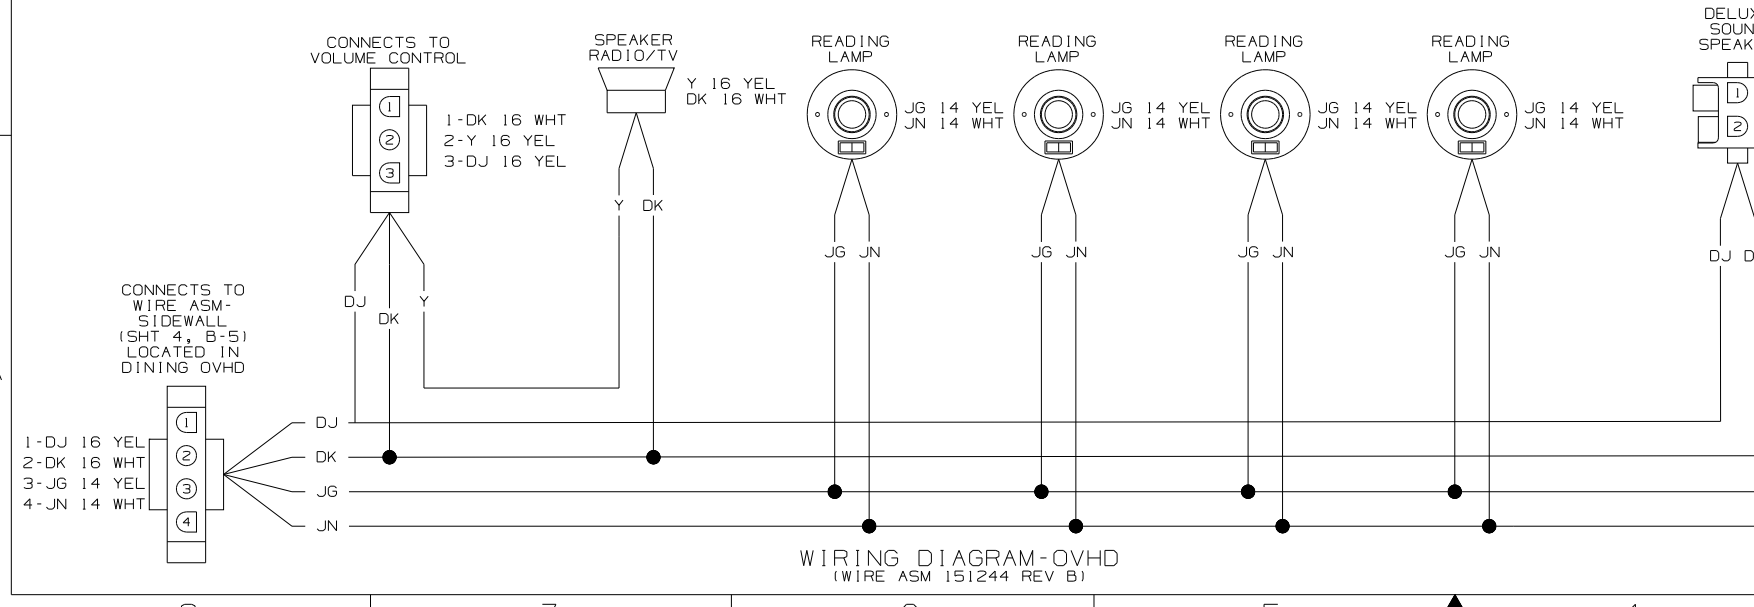 CONNECTS TO
VOLUME CONTROL
1
2
3
1-DK 16 WHT
2-Y 16 YEL
3-DJ 16 YEL
SPEAKER
RADIO/TV
Y 16 YEL
DK 16 WHT
READING
LAMP
JG 14 YEL
JN 14 WHT
READING
LAMP
JG 14 YEL
JN 14 WHT
READING
LAMP
JG 14 YEL
JN 14 WHT
READING
LAMP
JG 14 YEL
JN 14 WHT
1
2
Y DK
JG JN
JG JN
JG JN
JG JN
DJ
DJ
DK
Y
CONNECTS TO
WIRE ASM-
SIDEWALL
(SHT 4, B-5)
LOCATED IN
DINING OVHD
1
2
3
4
1-DJ 16 YEL
2-DK 16 WHT
3-JG 14 YEL
4-JN 14 WHT
DJ
DK
JG
JN
WIRING DIAGRAM-OVHD
(WIRE ASM 151244 REV B)